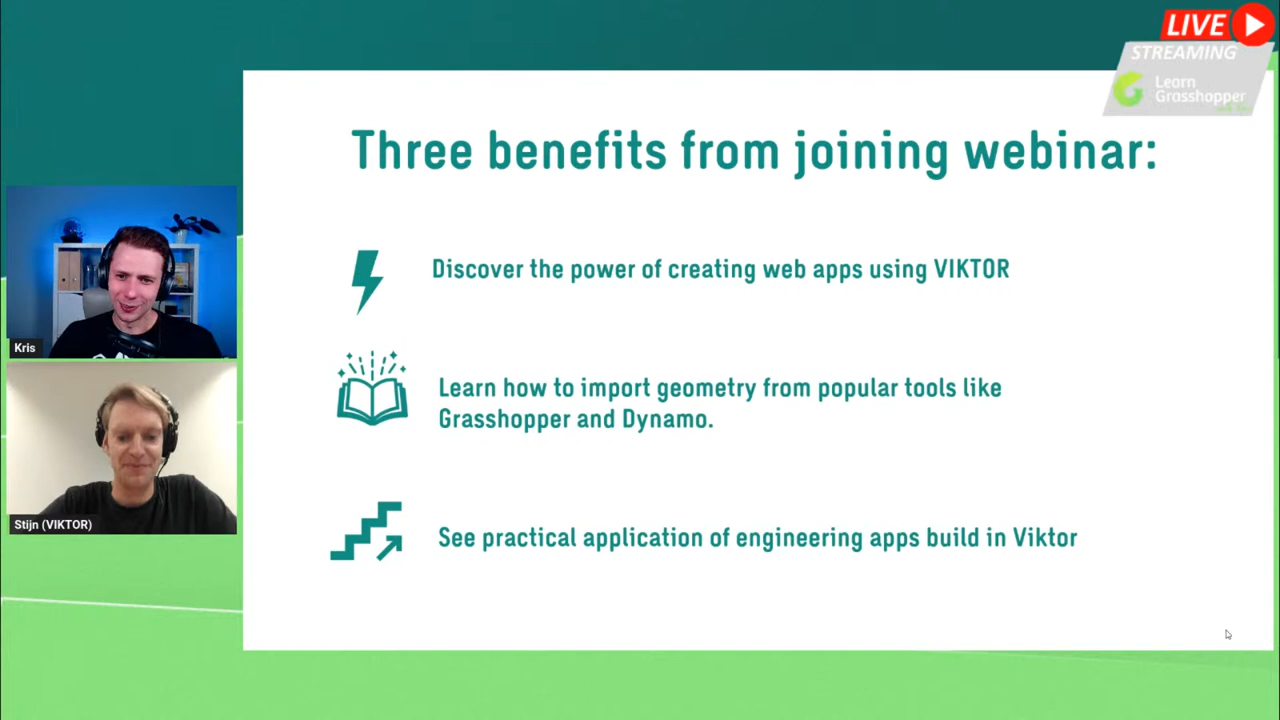 LIVE
STREAMING
Learn
Grasshopper
Three benefits from joining webinar:
Discover the power of creating web apps using VIKTOR
Learn how to import geometry from popular tools like
Grasshopper and Dynamo.
See practical application of engineering apps build in Viktor
Kris
Stijn (VIKTOR)